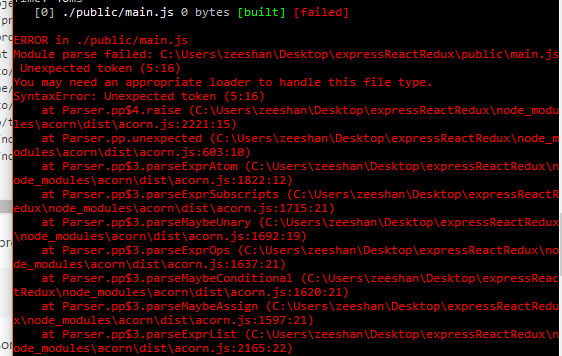 [0] ./public/main.js 0 bytes [built] [failed]
ERROR in ./public/main.js
Module parse failed: C:\Users\zeeshan\Desktop\expressReactRedux\public\main.js
Unexpected token (5:16)
You may need an appropriate loader to handle this file type.
SyntaxError: Unexpected token (5:16)
at Parser.pp$4.raise (C:\Users\zeeshan\Desktop\expressReactRedux\node_modu
les\acorn\dist\acorn.js:2221:15)
at Parser.pp.unexpected (C:\Users\zeeshan\Desktop\expressReactRedux\node_m
odules\acorn\dist\acorn.js:603:10)
at Parser.pp$3.parseExprAtom (C:\Users\zeeshan\Desktop\expressReactRedux\n
ode_modules\acorn\dist\acorn.js:1822:12)
at Parser.pp$3.parseExprSubscripts (C:\Users\zeeshan\Desktop\expressReactR
edux\node_modules\acorn\dist\acorn.js:1715:21)
at Parser.pp$3.parseMaybeUnary (C:\Users\zeeshan\Desktop\expressReactRedux
\node_modules\acorn\dist\acorn.js:1692:19)
at Parser.pp$3.parseExprOps (C:\Users\zeeshan\Desktop\expressReactRedux\no
de_modules\acorn\dist\acorn.js:1637:21)
at Parser.pp$3.parseMaybeConditional (C:\Users\zeeshan\Desktop\expressReac
tRedux\node_modules\acorn\dist\acorn.js:1620:21)
at Parser.pp$3.parseMaybeAssign (C:\Users\zeeshan\Desktop\expressReactRedu
x\node_modules\acorn\dist\acorn.js:1597:21)
at Parser.pp$3.parseExprList (C:\Users\zeeshan\Desktop\expressReactRedux\n
ode_modules\acorn\dist\acorn.js:2165:22)